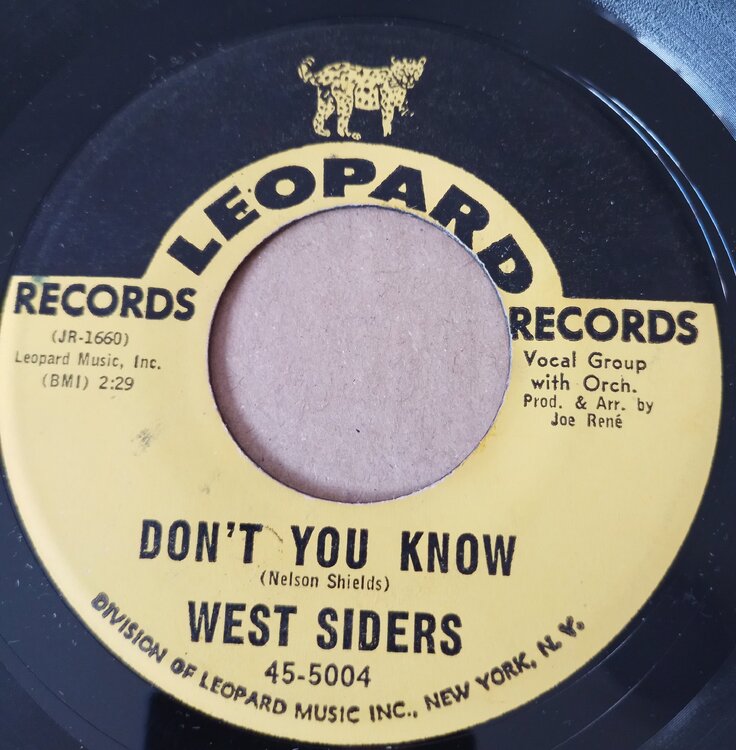 LEOPARD
RECORDS
(JR-1660)
Leopard Music, Inc.
(BMI) 2:29
RECORDS
Vocal Group
with Orch.
Prod. & Arr. by
Joe René
DON'T YOU KNOW
(Nelson Shields)
WEST SIDERS
45-5004
DIVISION OF LEOPARD MUSIC INC., NEW YORK, N. Y.